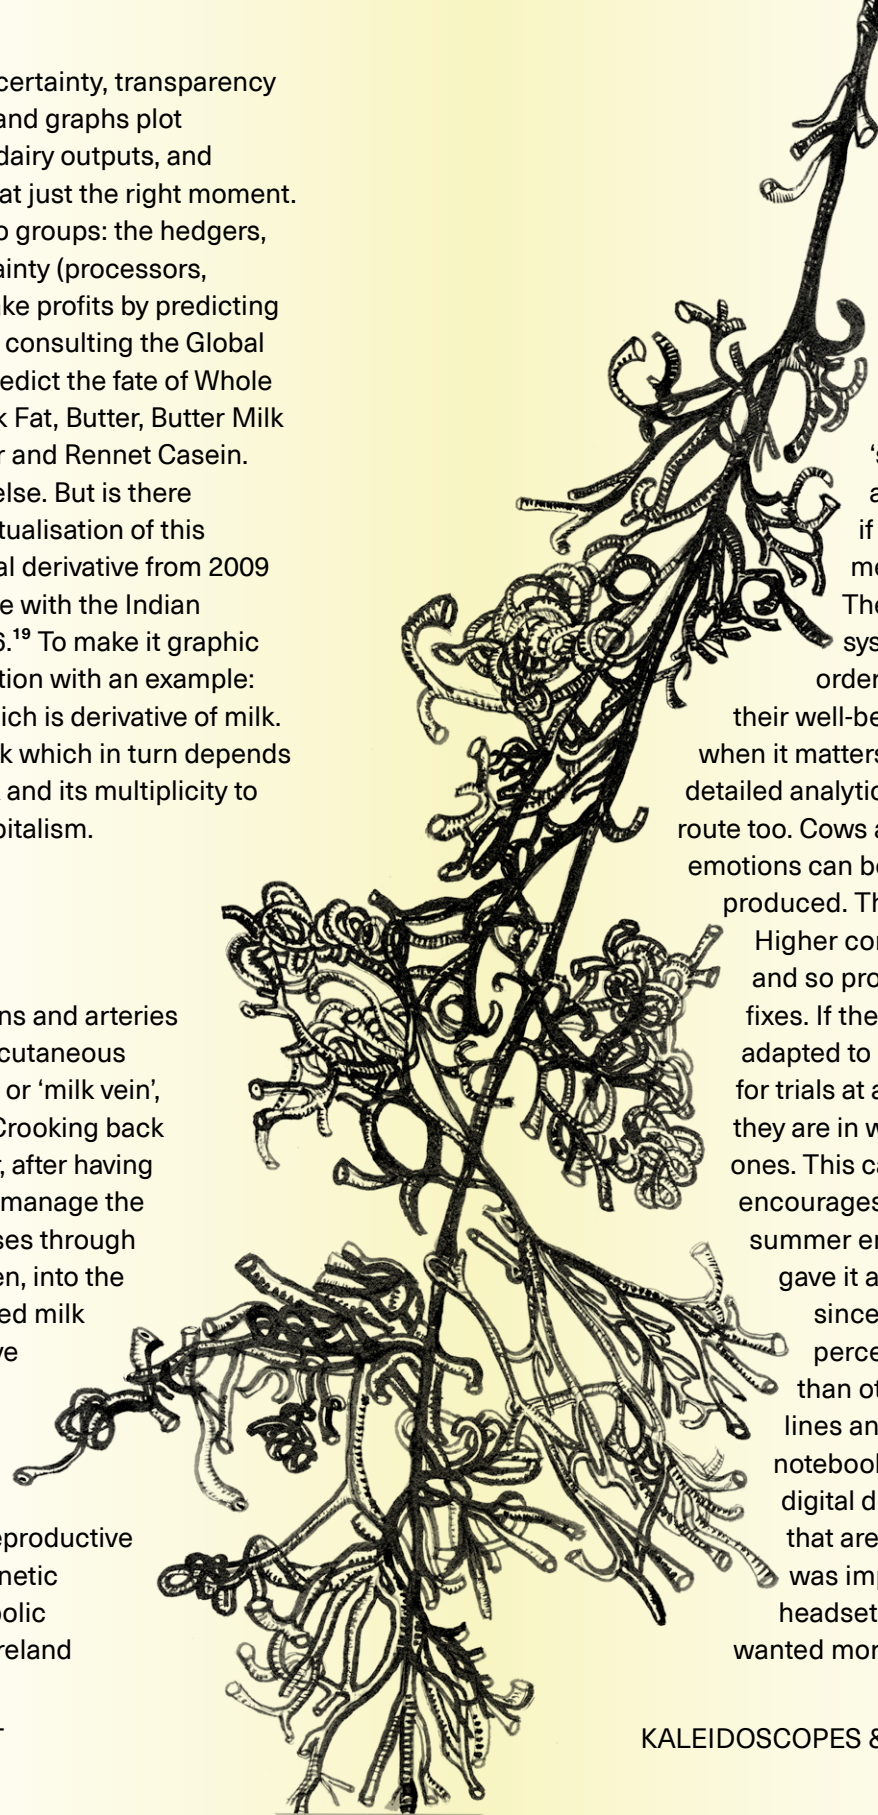 certainty, transparency
and graphs plot
dairy outputs, and
at just the right moment.
o groups: the hedgers,
ainty (processors,
ke profits by predicting
consulting the Global
edict the fate of Whole
k Fat, Butter, Butter Milk
r and Rennet Casein.
else. But is there
tualisation of this
al derivative from 2009
e with the Indian
6.¹⁹ To make it graphic
tion with an example:
ich is derivative of milk.
k which in turn depends
and its multiplicity to
pitalism.
ns and arteries
cutaneous
or ‘milk vein’,
Crooking back
, after having
manage the
ses through
en, into the
ed milk
ve
eproductive
netic
olic
reland
‘s
a
if
me
The
sys
order
their well-be
when it matters
detailed analytic
route too. Cows a
emotions can be
produced. Th
Higher con
and so pro
fixes. If the
adapted to
for trials at a
they are in w
ones. This ca
encourages
summer en
gave it a
since
perce
than ot
lines an
notebook
digital d
that are
was imp
headset
wanted mor
KALEIDOSCOPES &